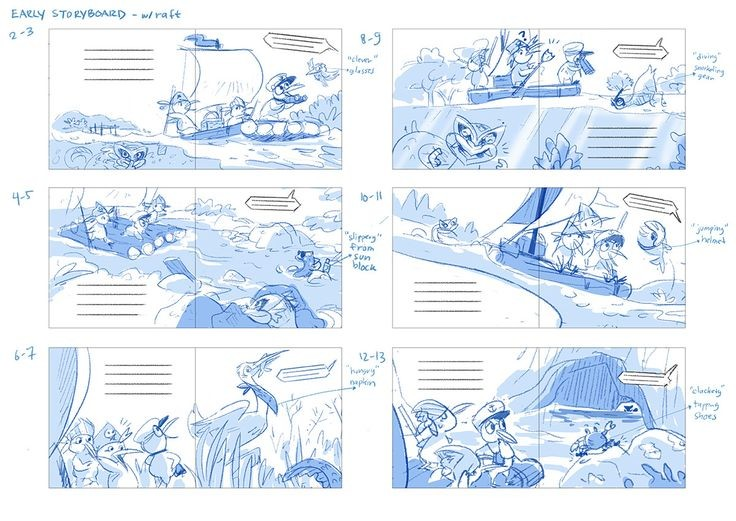 EARLY STORYBOARD - w/raft
2-3
"clever"
glasses
8-9
"diving"
snorkeling
gear
4-5
"slippery"
from
sun
block
10-11
"jumping"
helmet
6-7
"hungry"
napkin
12-13
"clackety"
tapping
shoes